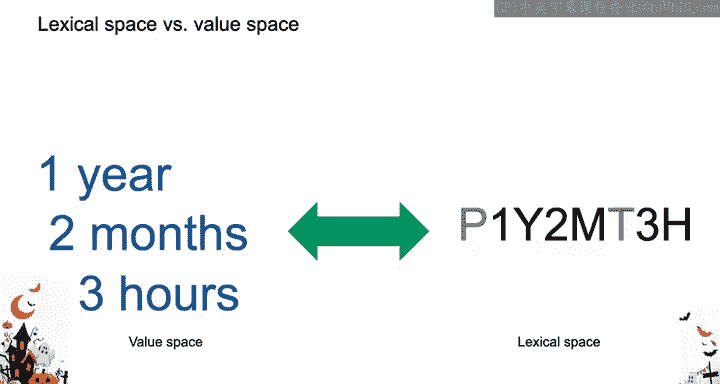 Lexical space vs. value space
1 year
2 months
3 hours
P1Y2MT3H
Value space
Lexical space